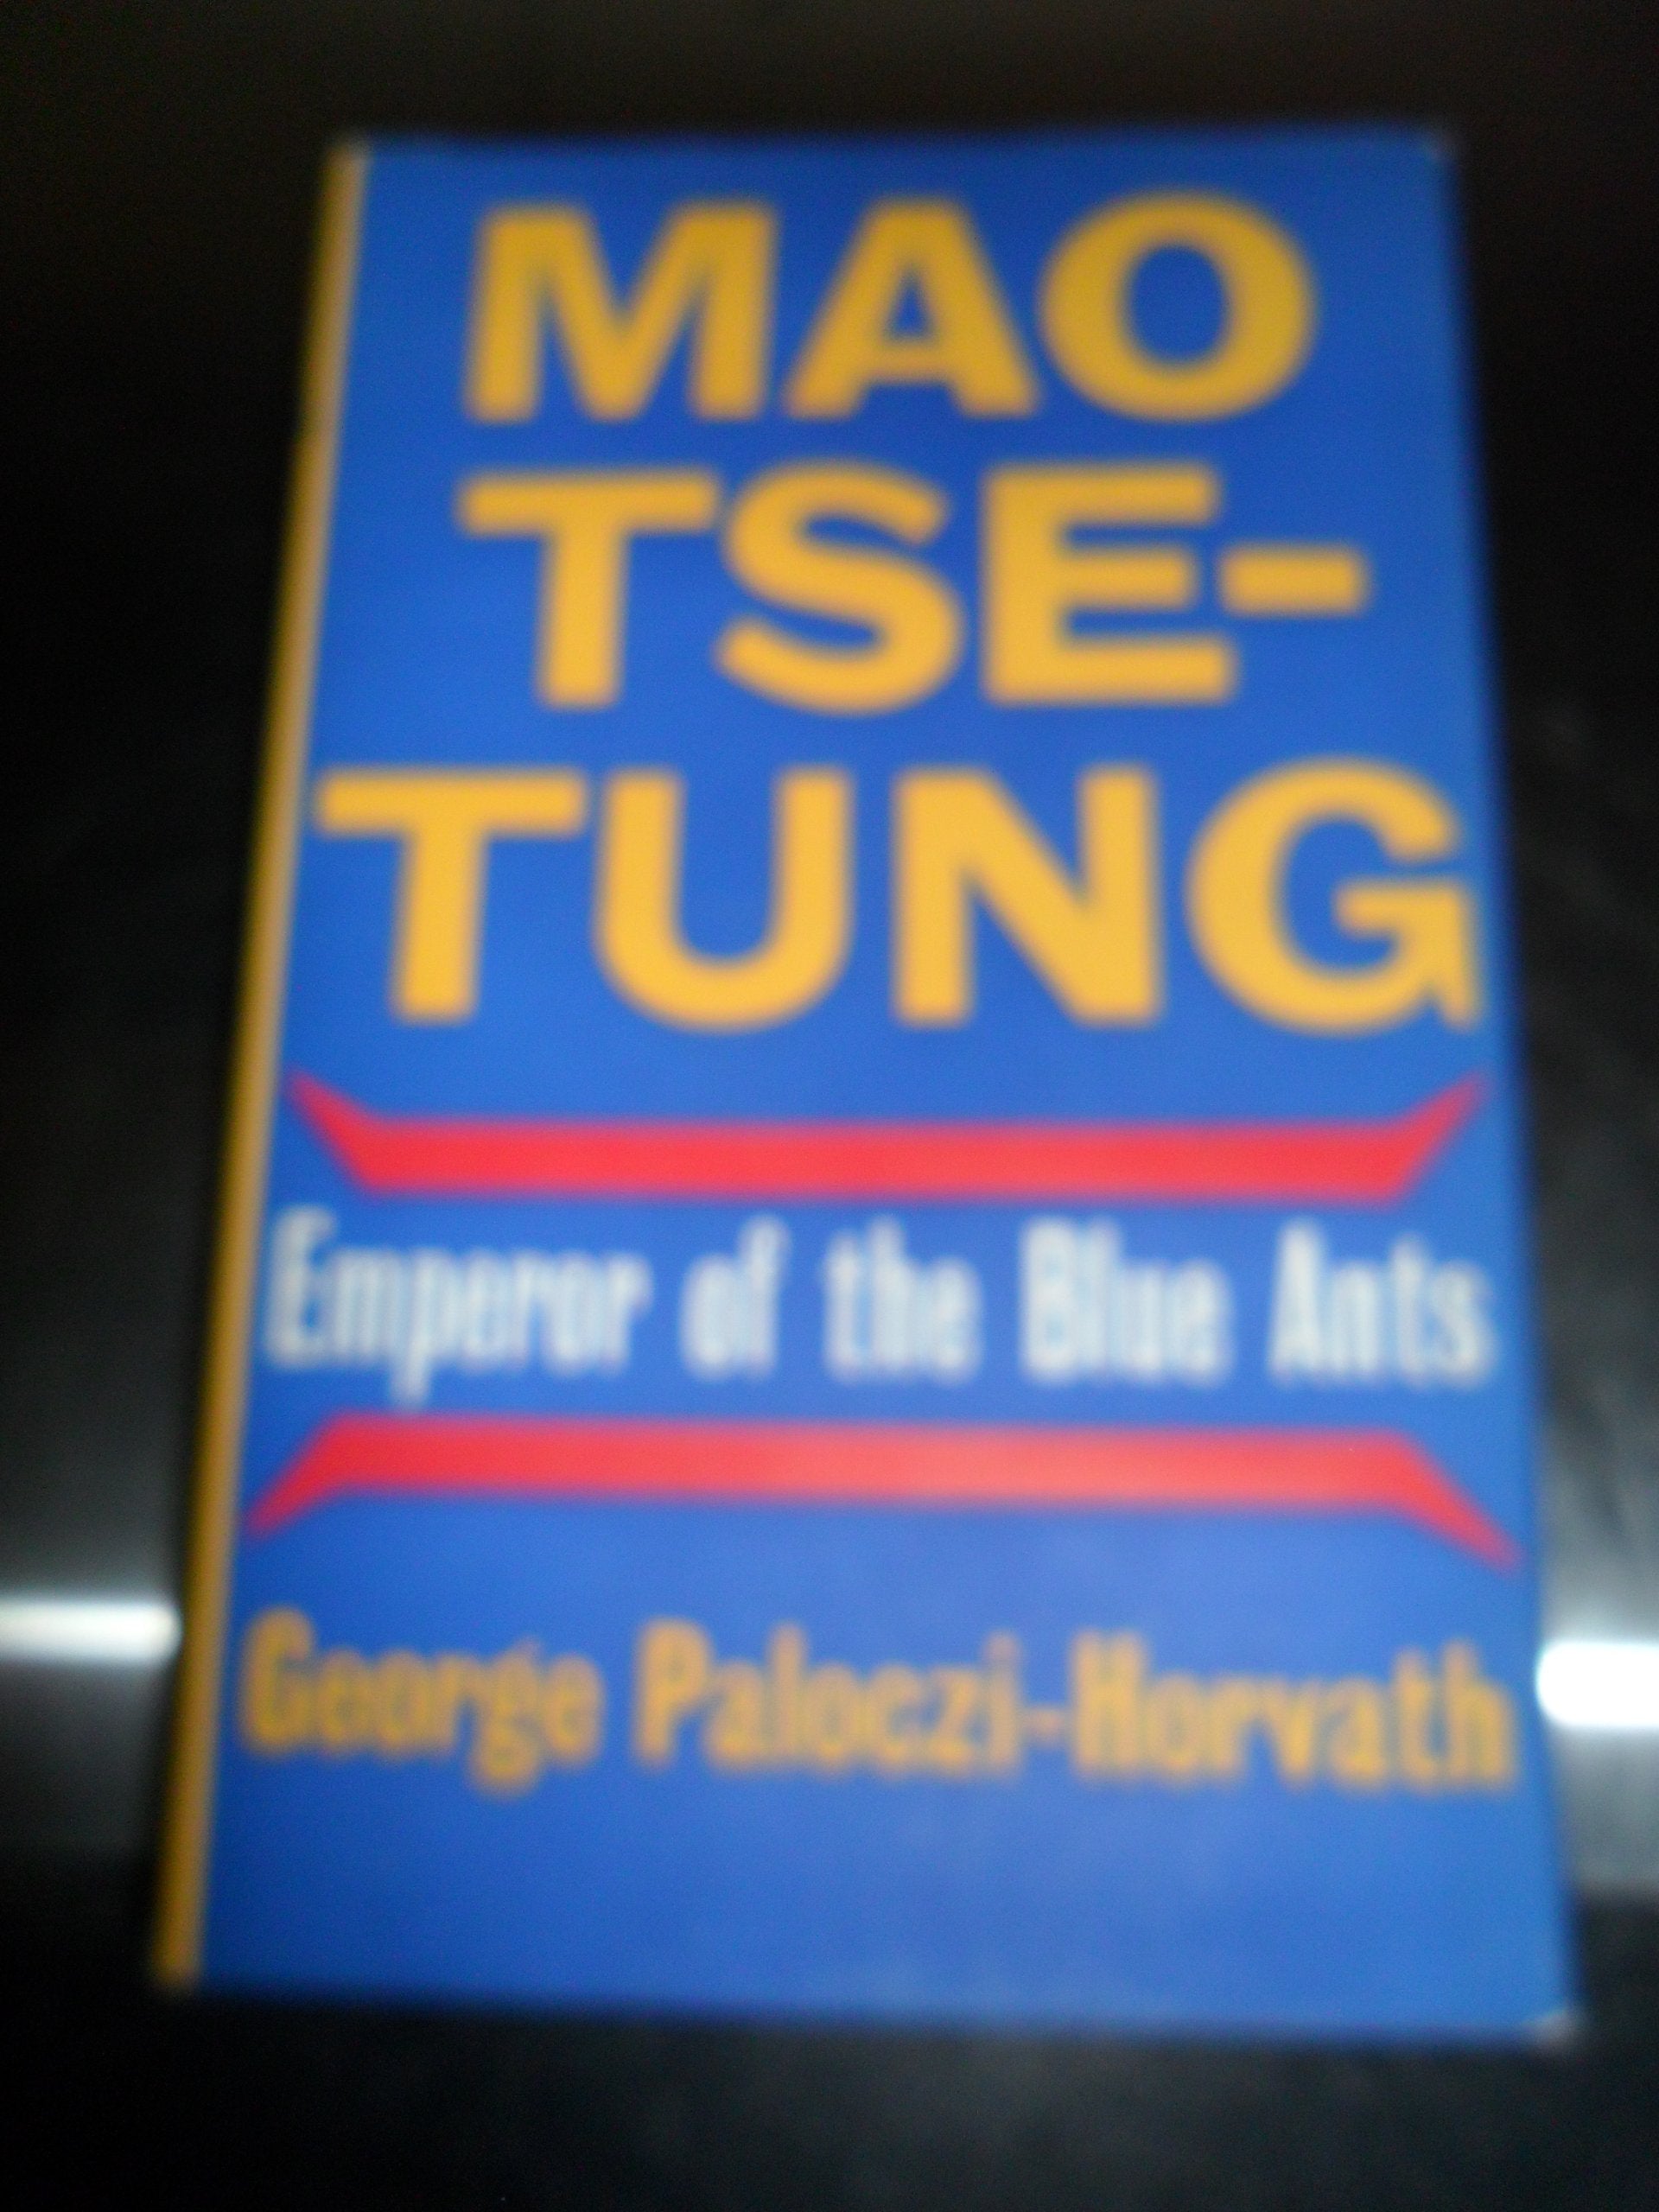 MAO
TSE-
TUNG
Emperor of the Blue Ants
George Paloczi-Horvath